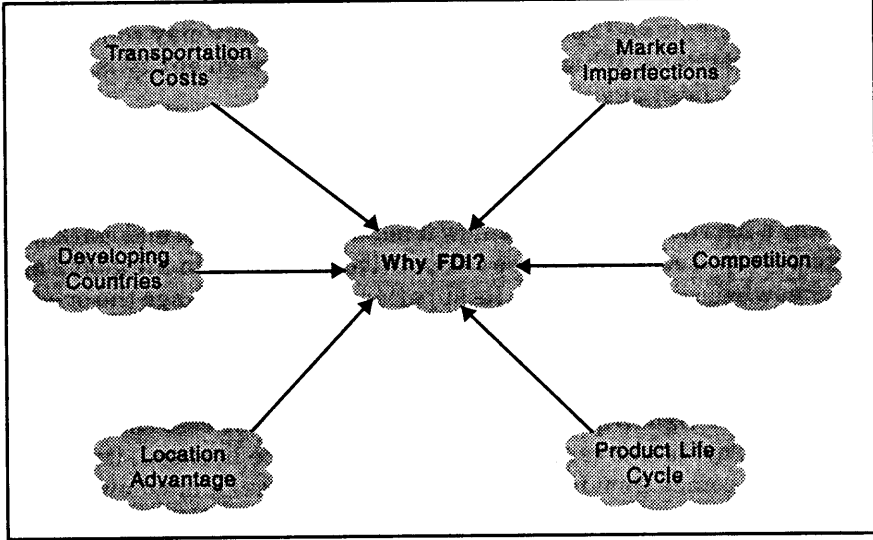 Transportation
Costs
Market
Imperfections
Developing
Countries
Why FDI?
Competition
Location
Advantage
Product Life
Cycle